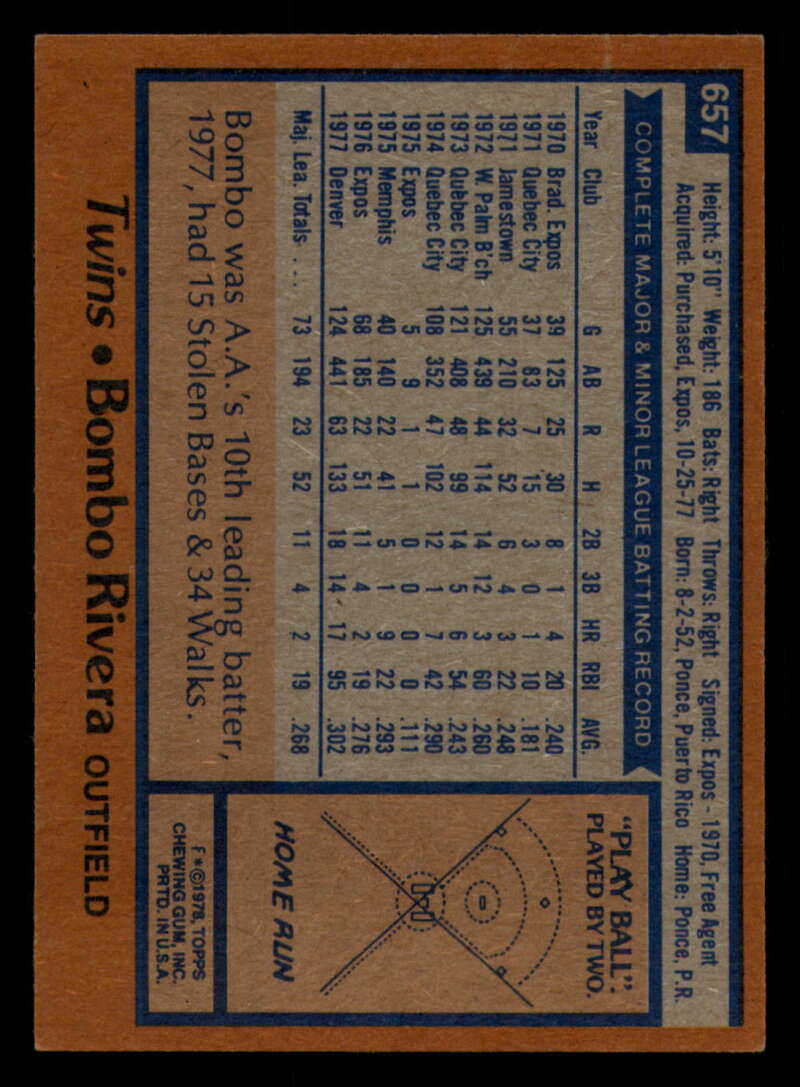 657
Height: 5'10" Weight: 186 Bats: Right Throws: Right Signed: Expos - 1970, Free Agent
Acquired: Purchased, Expos, 10-25-77 Born: 8-2-52, Ponce, Puerto Rico Home: Ponce, P.R.
COMPLETE MAJOR & MINOR LEAGUE BATTING RECORD
Year Club G AB R H 2B 3B HR RBI AVG.
1970 Brad. Expos 39 125 25 30 8 1 4 20 .240
1971 Quebec City 37 83 7 15 3 0 1 10 .181
1971 Jamestown 55 210 32 52 6 4 3 22 .248
1972 W. Palm B'ch 125 439 44 114 14 12 3 60 .260
1973 Quebec City 121 408 48 99 14 5 6 54 .243
1974 Quebec City 108 352 47 102 12 1 7 42 .290
1975 Expos 5 9 1 1 0 0 0 0 .111
1975 Memphis 40 140 22 41 5 1 9 22 .293
1976 Expos 68 185 22 51 11 4 2 19 .276
1977 Denver 124 441 63 133 18 14 17 95 .302
Maj. Lea. Totals . . . 73 194 23 52 11 4 2 19 .268
Bombo was A.A.'s 10th leading batter,
1977, had 15 Stolen Bases & 34 Walks.
"PLAY BALL":
PLAYED BY TWO.
HOME RUN
f*©1978, TOPPS
CHEWING GUM, INC.
PRTD. IN U.S.A.
Twins • Bombo Rivera OUTFIELD